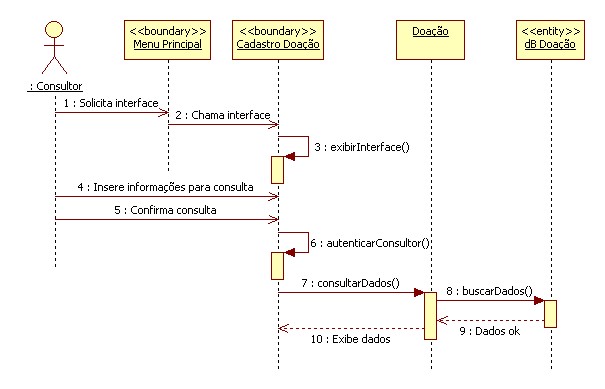 <<boundary>>
Menu Principal
<<boundary>>
Cadastro Doação
Doação
<<entity>>
dB Doação
: Consultor
1 : Solicita interface
2 : Chama interface
3 : exibirInterface()
4 : Insere informações para consulta
5 : Confirma consulta
6 : autenticarConsultor()
7 : consultarDados()
8 : buscarDados()
9 : Dados ok
10 : Exibe dados